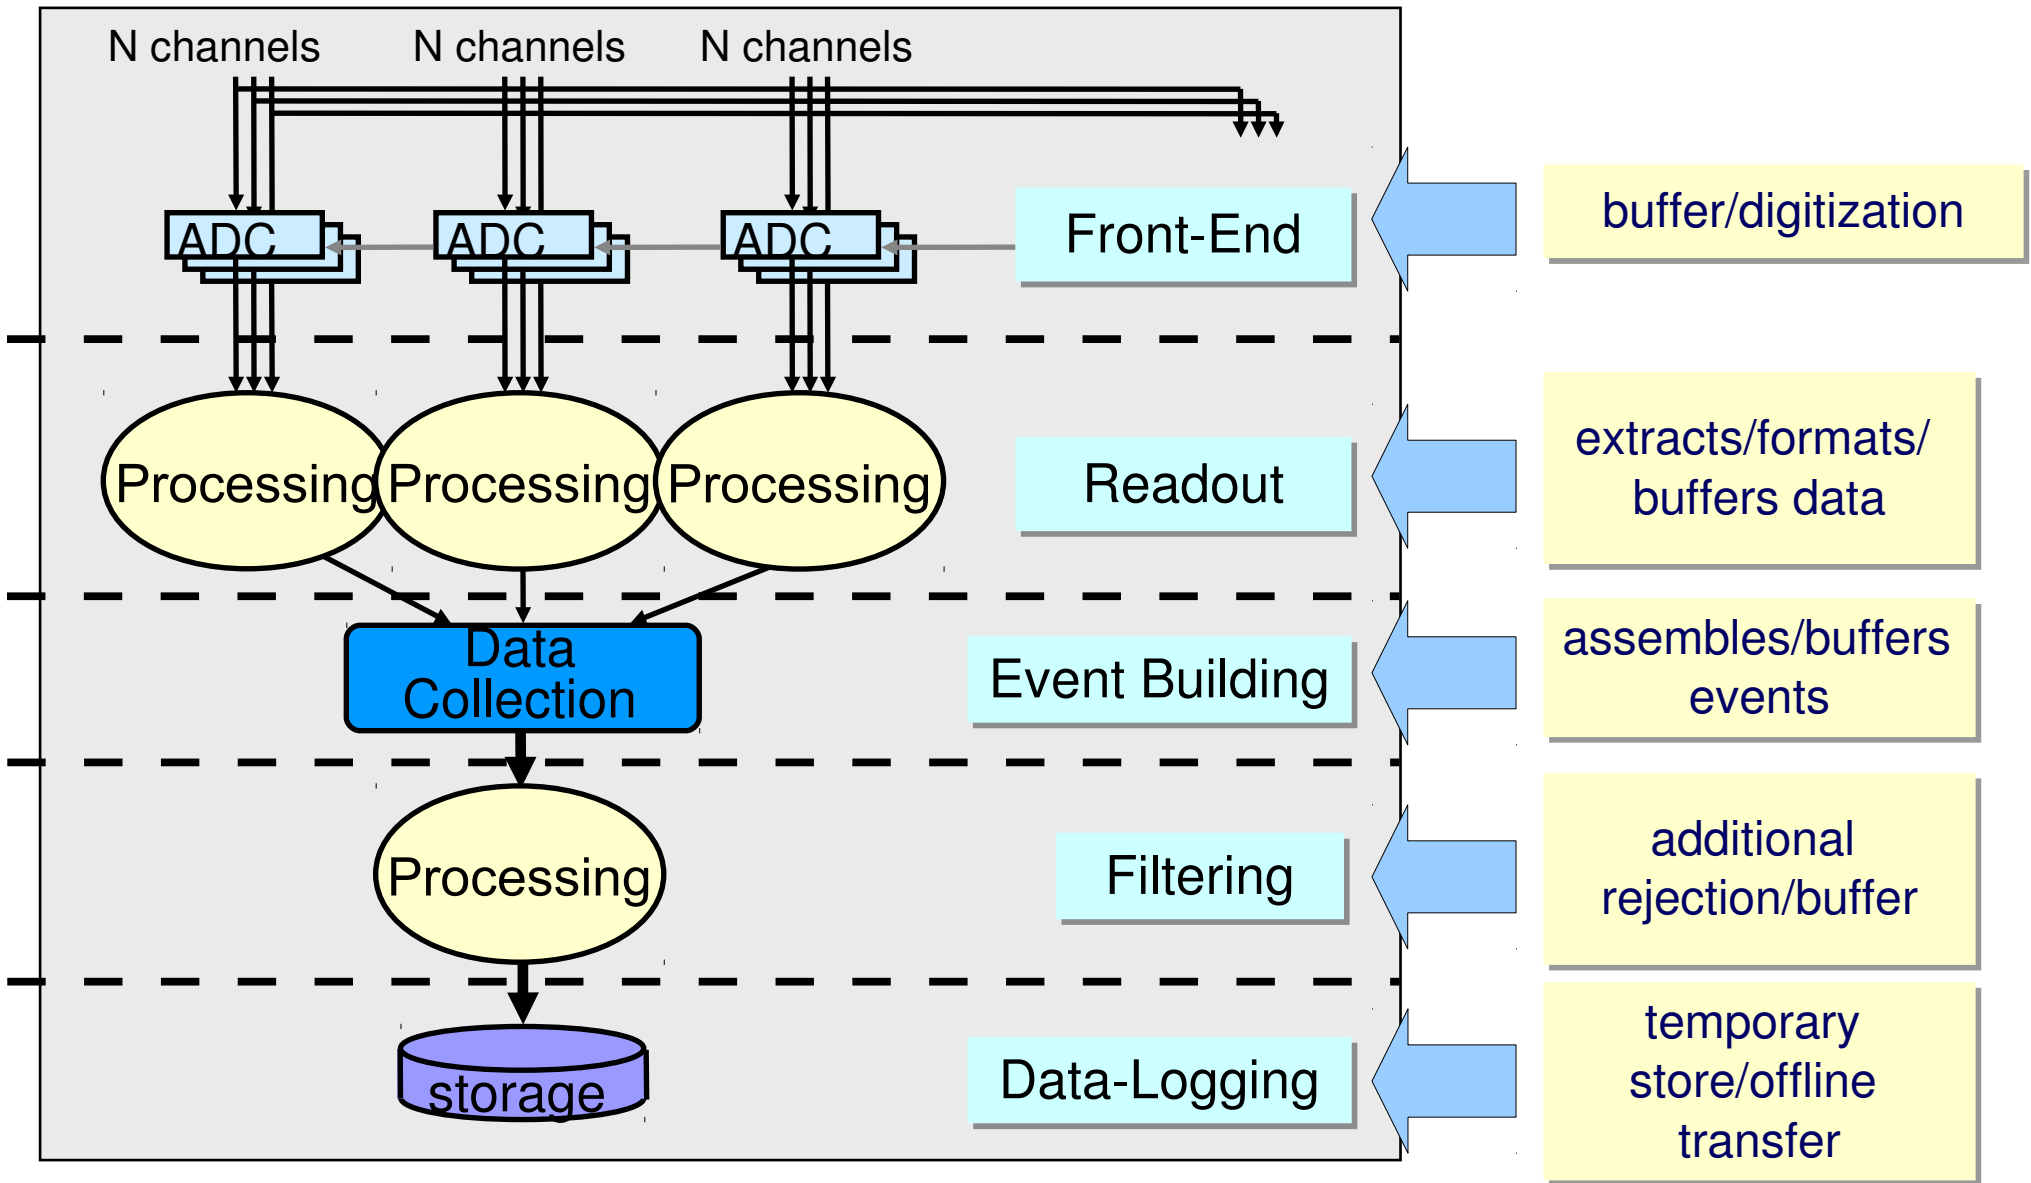 N channels
N channels
N channels
ADC
ADC
ADC
Front-End
buffer/digitization
Processing
Processing
Processing
Readout
extracts/formats/
buffers data
Data
Collection
Event Building
assembles/buffers
events
Processing
Filtering
additional
rejection/buffer
storage
Data-Logging
temporary
store/offline
transfer